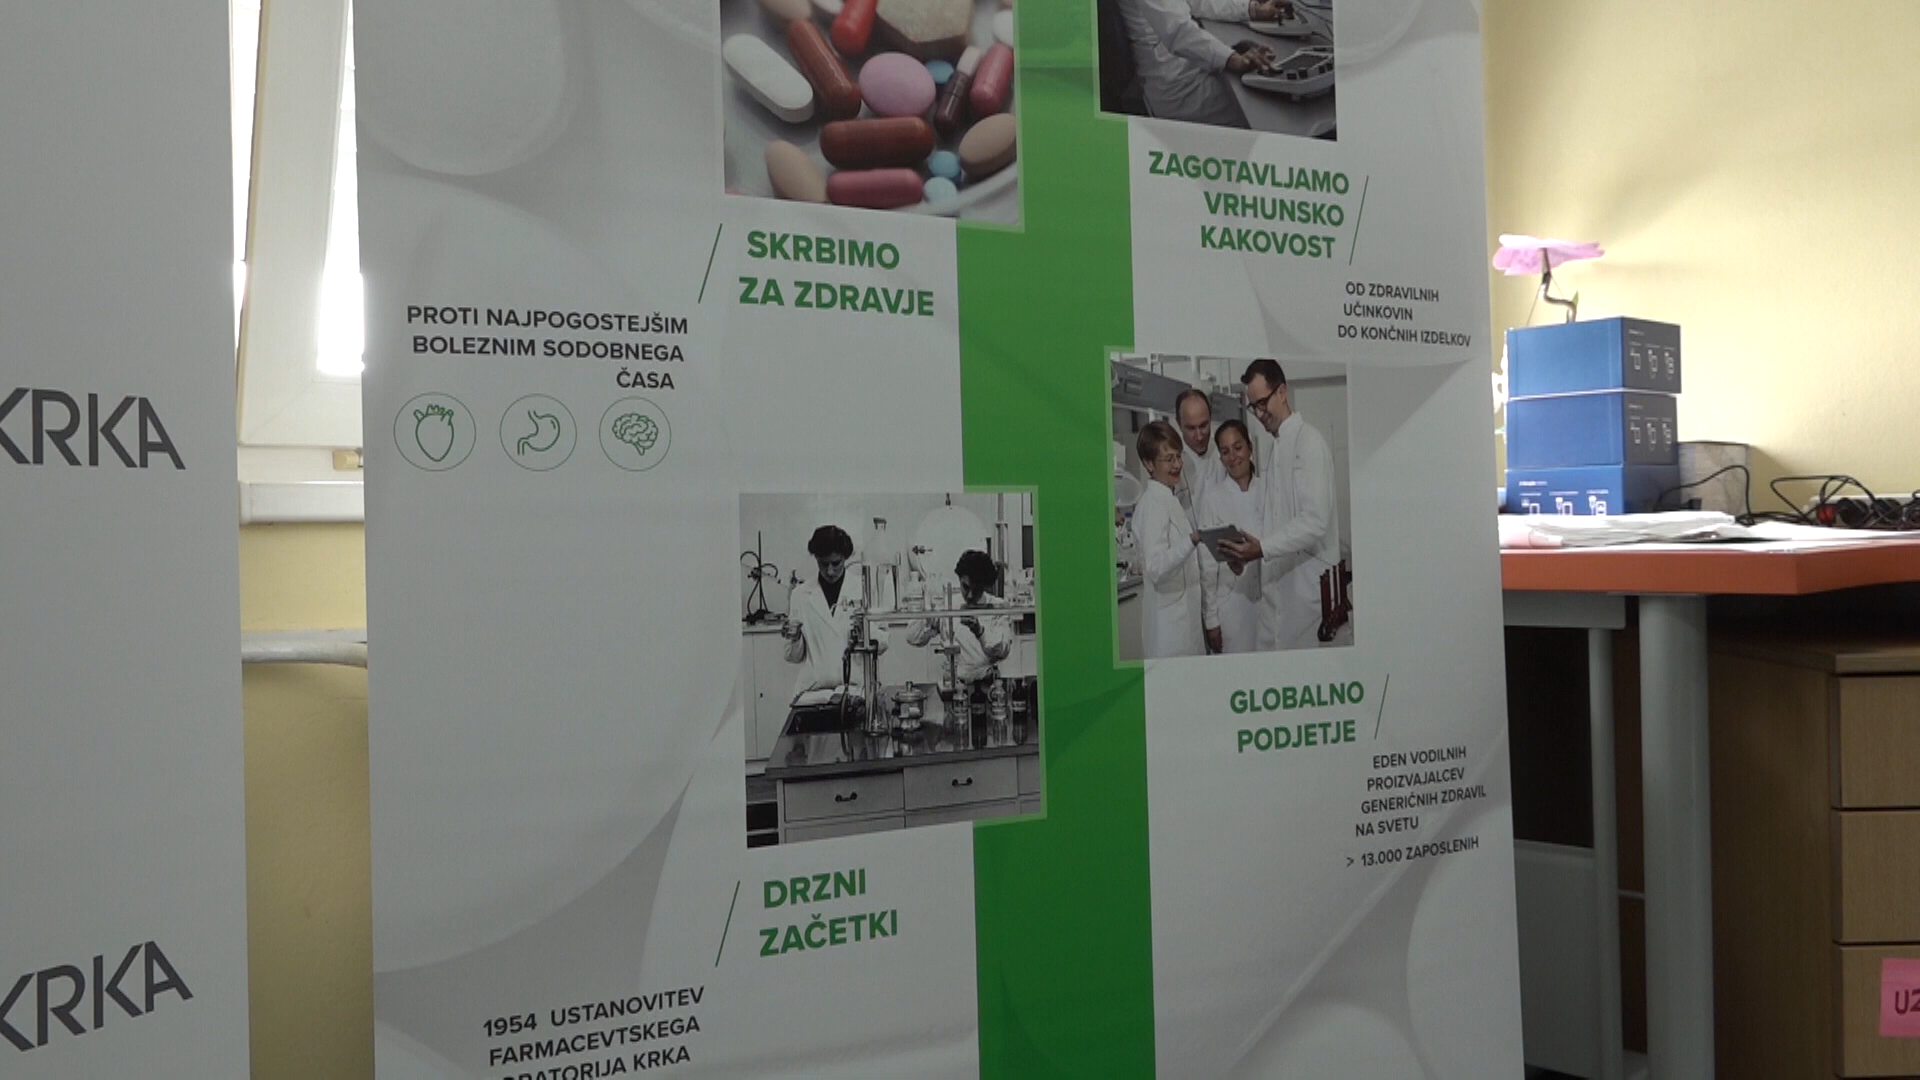 KRKA
KRKA
SKRBIMO
ZA ZDRAVJE
PROTI NAJPOGOSTEJŠIM
BOLEZNIM SODOBNEGA
ČASA
DRZNI
ZAČETKI
1954 USTANOVITEV
FARMACEVTSKEGA
KRKA
ZAGOTAVLJAMO
VRHUNSKO
KAKOVOST
OD ZDRAVILNIH
UČINKOVIN
DO KONČNIH IZDELKOV
GLOBALNO
PODJETJE
EDEN VODILNIH
PROIZVAJALCEV
GENERIČNIH ZDRAVIL
NA SVETU
> 13.000 ZAPOSLENIH